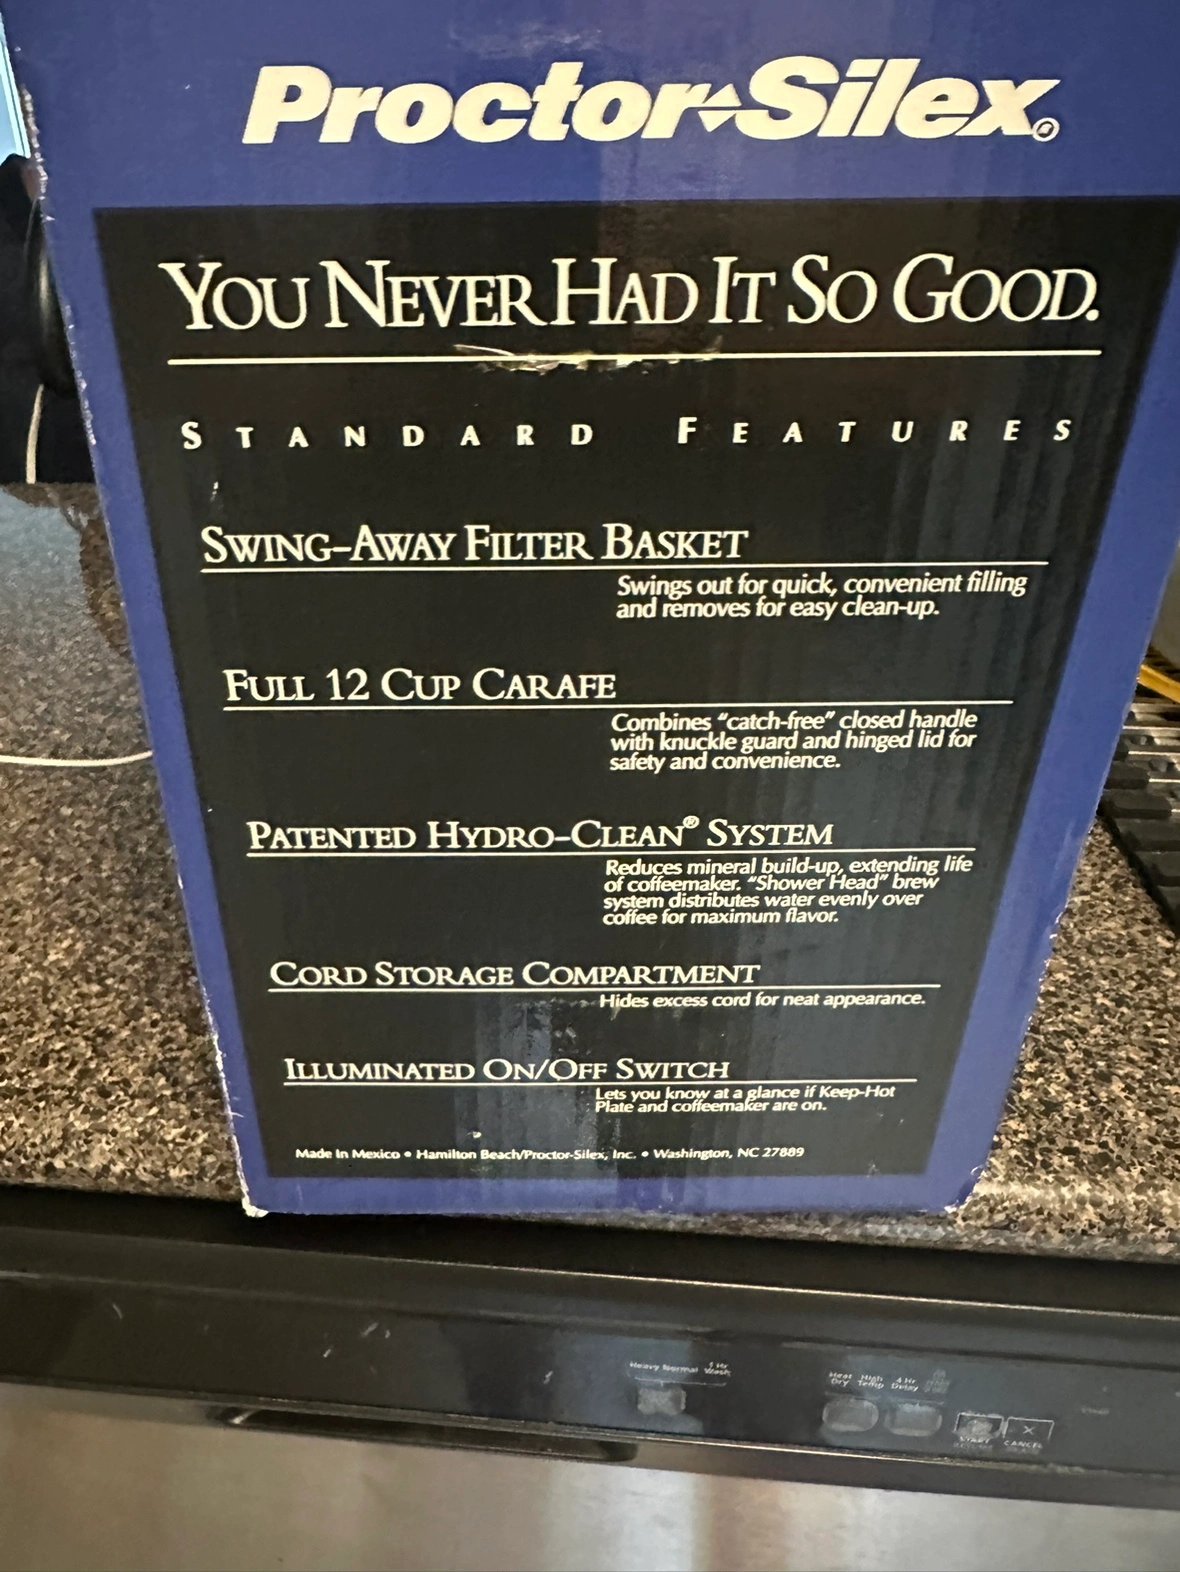 Proctor-Silex®
YOU NEVER HAD IT SO GOOD.
STANDARD FEATURES
SWING-AWAY FILTER BASKET
Swings out for quick, convenient filling
and removes for easy clean-up.
FULL 12 CUP CARAFE
Combines “catch-free” closed handle
with knuckle guard and hinged lid for
safety and convenience.
PATENTED HYDRO-CLEAN® SYSTEM
Reduces mineral build-up, extending life
of coffeemaker. “Shower Head” brew
system distributes water evenly over
coffee for maximum flavor.
CORD STORAGE COMPARTMENT
Hides excess cord for neat appearance.
ILLUMINATED ON/OFF SWITCH
Lets you know at a glance if Keep-Hot
Plate and coffeemaker are on.
Made In Mexico • Hamilton Beach/Proctor-Silex, Inc. • Washington, NC 27889
Heavy Normal 1 Hr
Wash
Heat High 4 Hr
Dry Temp Delay
START CANCEL